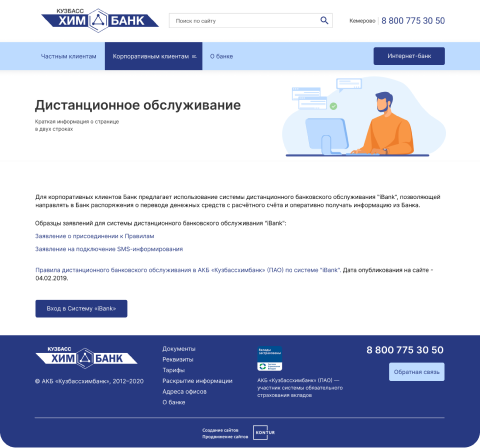 КУЗБАСС
ХИМ БАНК
Поиск по сайту
Кемерово 8 800 775 30 50
Частным клиентам Корпоративным клиентам О банке
Интернет-банк
Дистанционное обслуживание
Краткая информация о странице
в двух строках
Для корпоративных клиентов Банк предлагает использование системы дистанционного банковского обслуживания "iBank", позволяющей
направлять в Банк распоряжения о переводе денежных средств с расчётного счёта и оперативно получать информацию из Банка.
Образцы заявлений для системы дистанционного банковского обслуживания "iBank":
Заявление о присоединении к Правилам
Заявление на подключение SMS-информирования
Правила дистанционного банковского обслуживания в АКБ «Кузбассхимбанк» (ПАО) по системе "iBank". Дата опубликования на сайте -
04.02.2019.
Вход в Систему «iBank»
КУЗБАСС
ХИМ БАНК
© АКБ «Кузбассхимбанк», 2012–2020
Документы
Реквизиты
Тарифы
Раскрытие информации
Адреса офисов
О банке
Вклады
застрахованы
АКБ «Кузбассхимбанк» (ПАО) —
участник системы обязательного
страхования вкладов
8 800 775 30 50
Обратная связь
Создание сайтов
Продвижение сайтов
КОНТUR